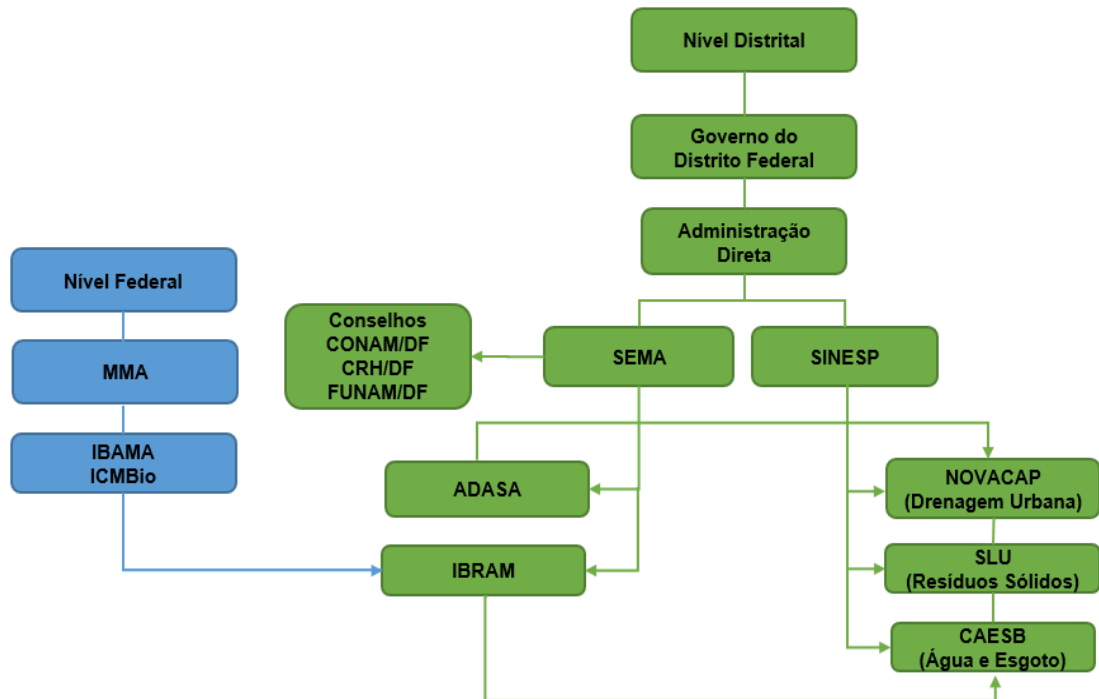 Nível Distrital
Governo do
Distrito Federal
Administração
Direta
Nível Federal
MMA
IBAMA
ICMBio
Conselhos
CONAM/DF
CRH/DF
FUNAM/DF
SEMA
SINESP
ADASA
IBRAM
NOVACAP
(Drenagem Urbana)
SLU
(Resíduos Sólidos)
CAESB
(Água e Esgoto)